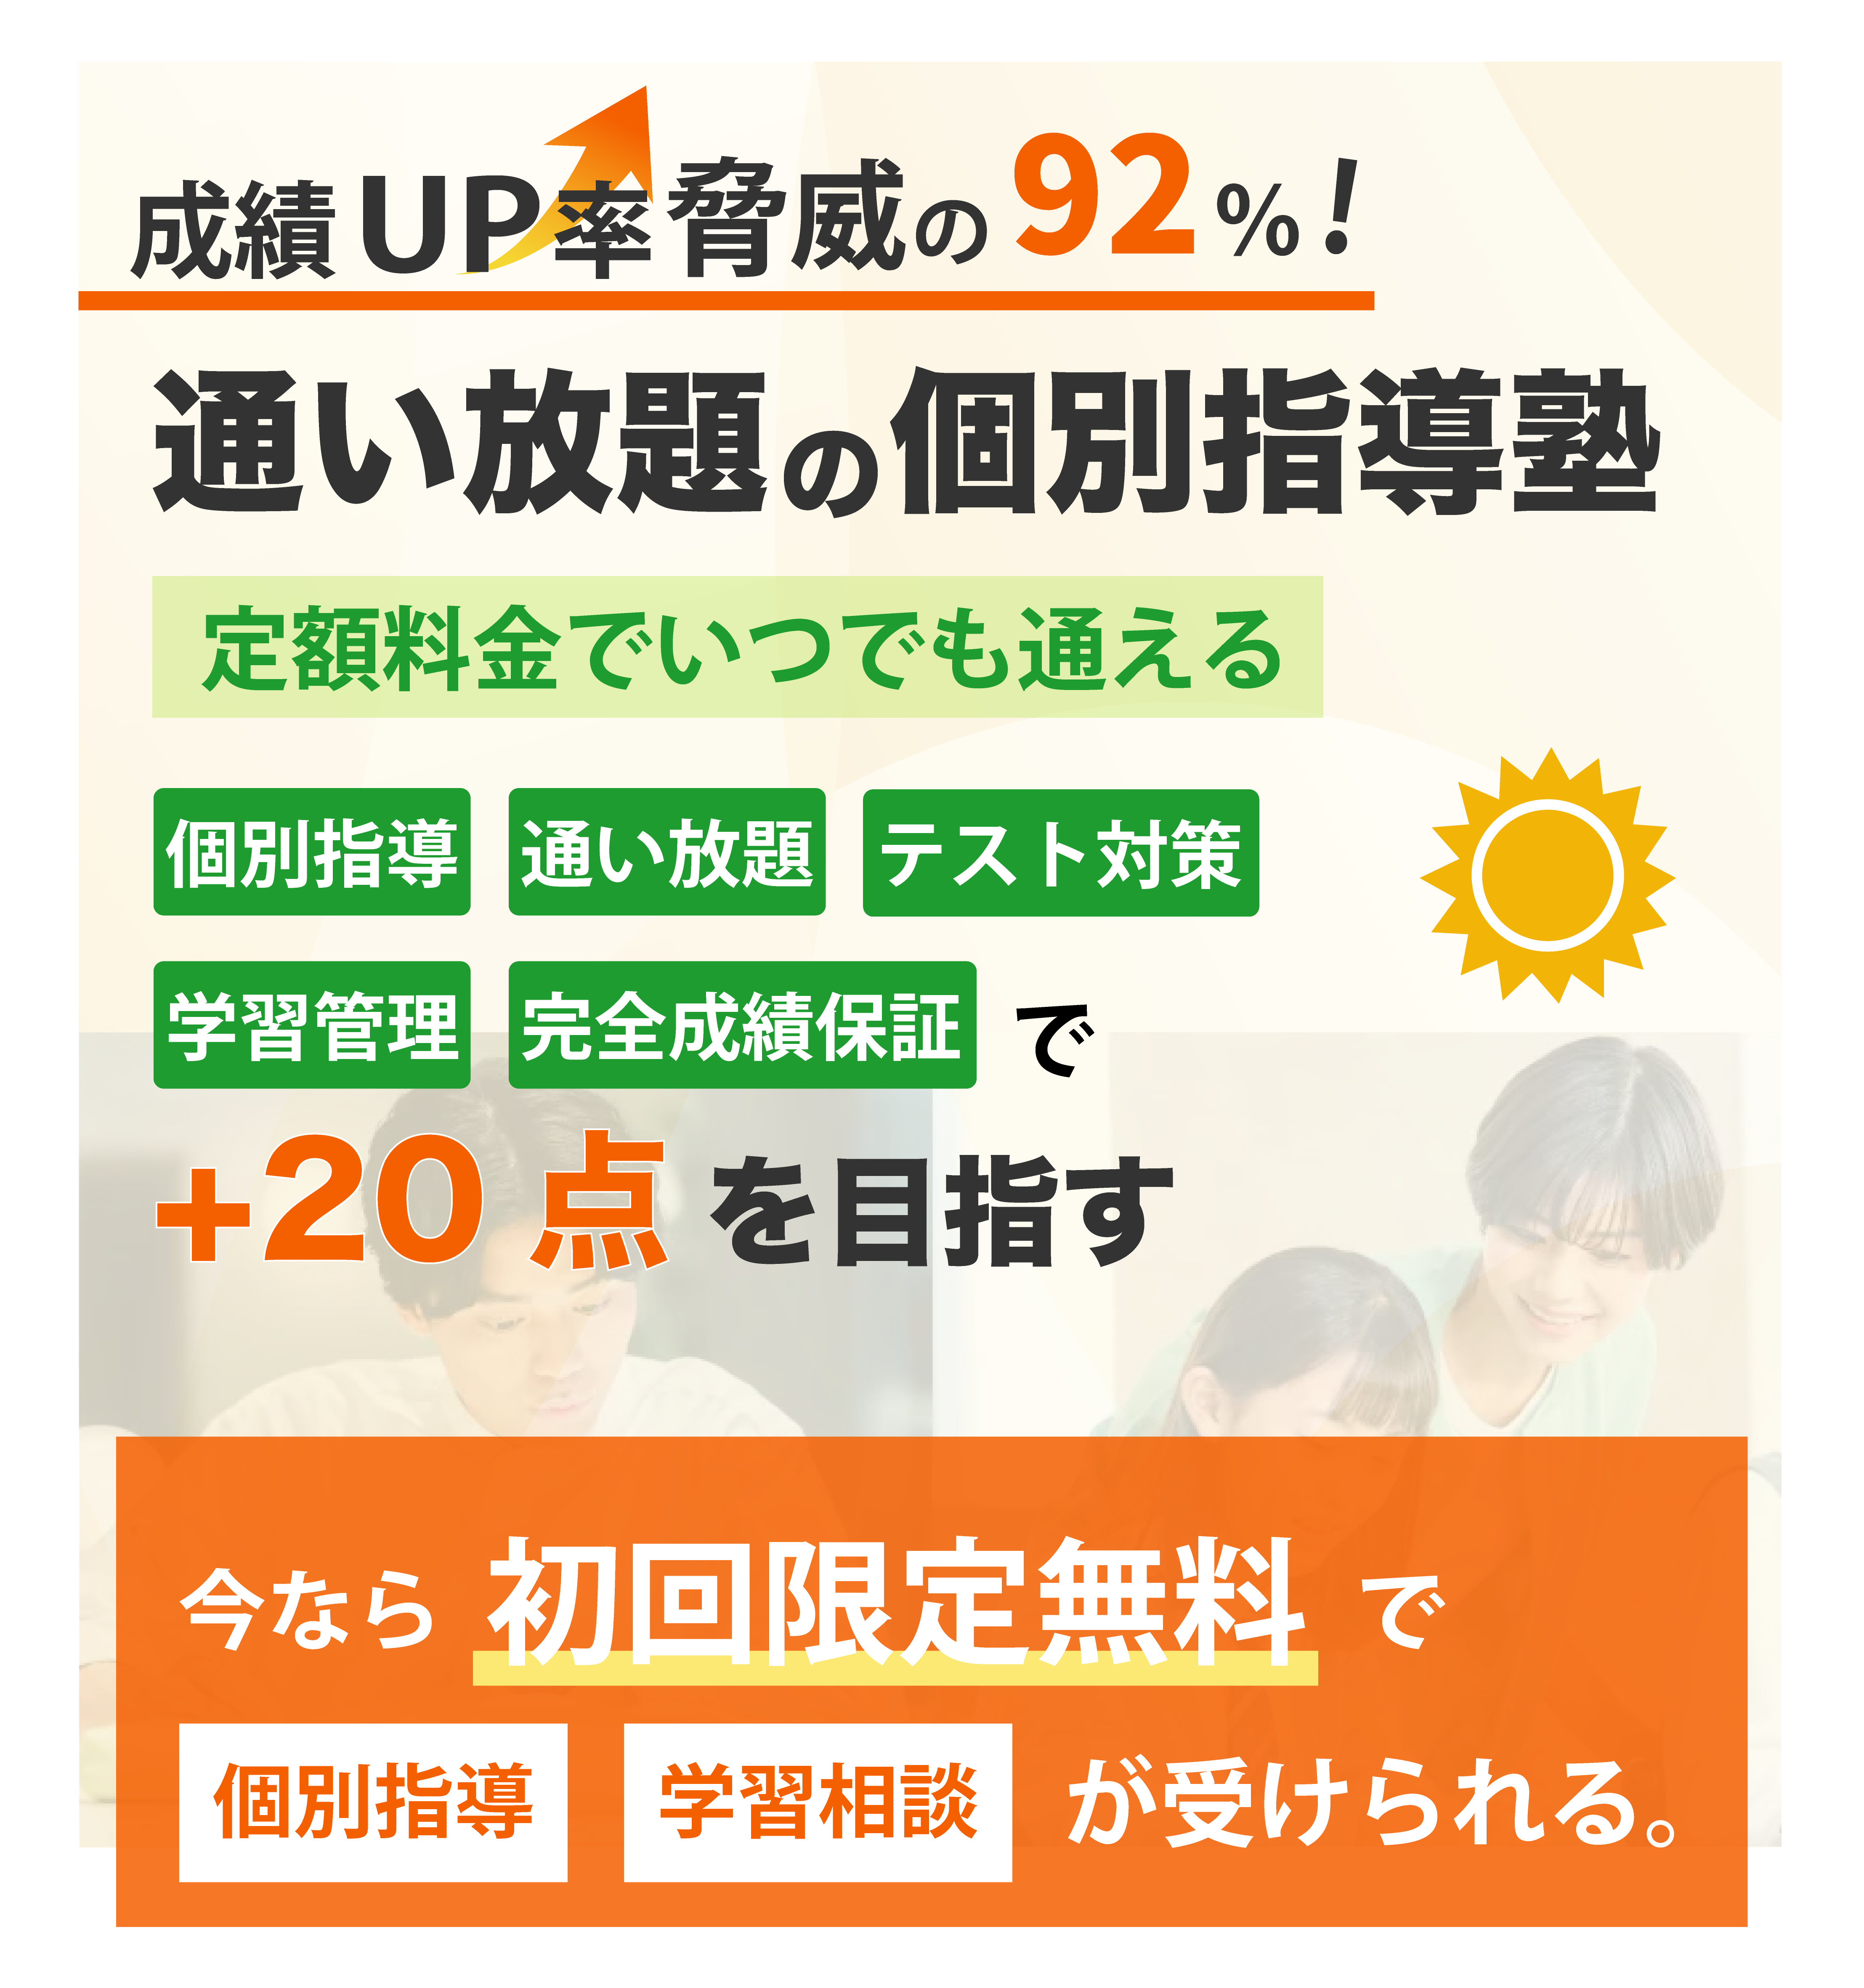 成績UP率脅威の92%!
通い放題の個別指導塾
定額料金でいつでも通える
個別指導 通い放題 テスト対策
学習管理 完全成績保証 で
+20点を目指す
今なら 初回限定無料 で
個別指導 学習相談 が受けられる。